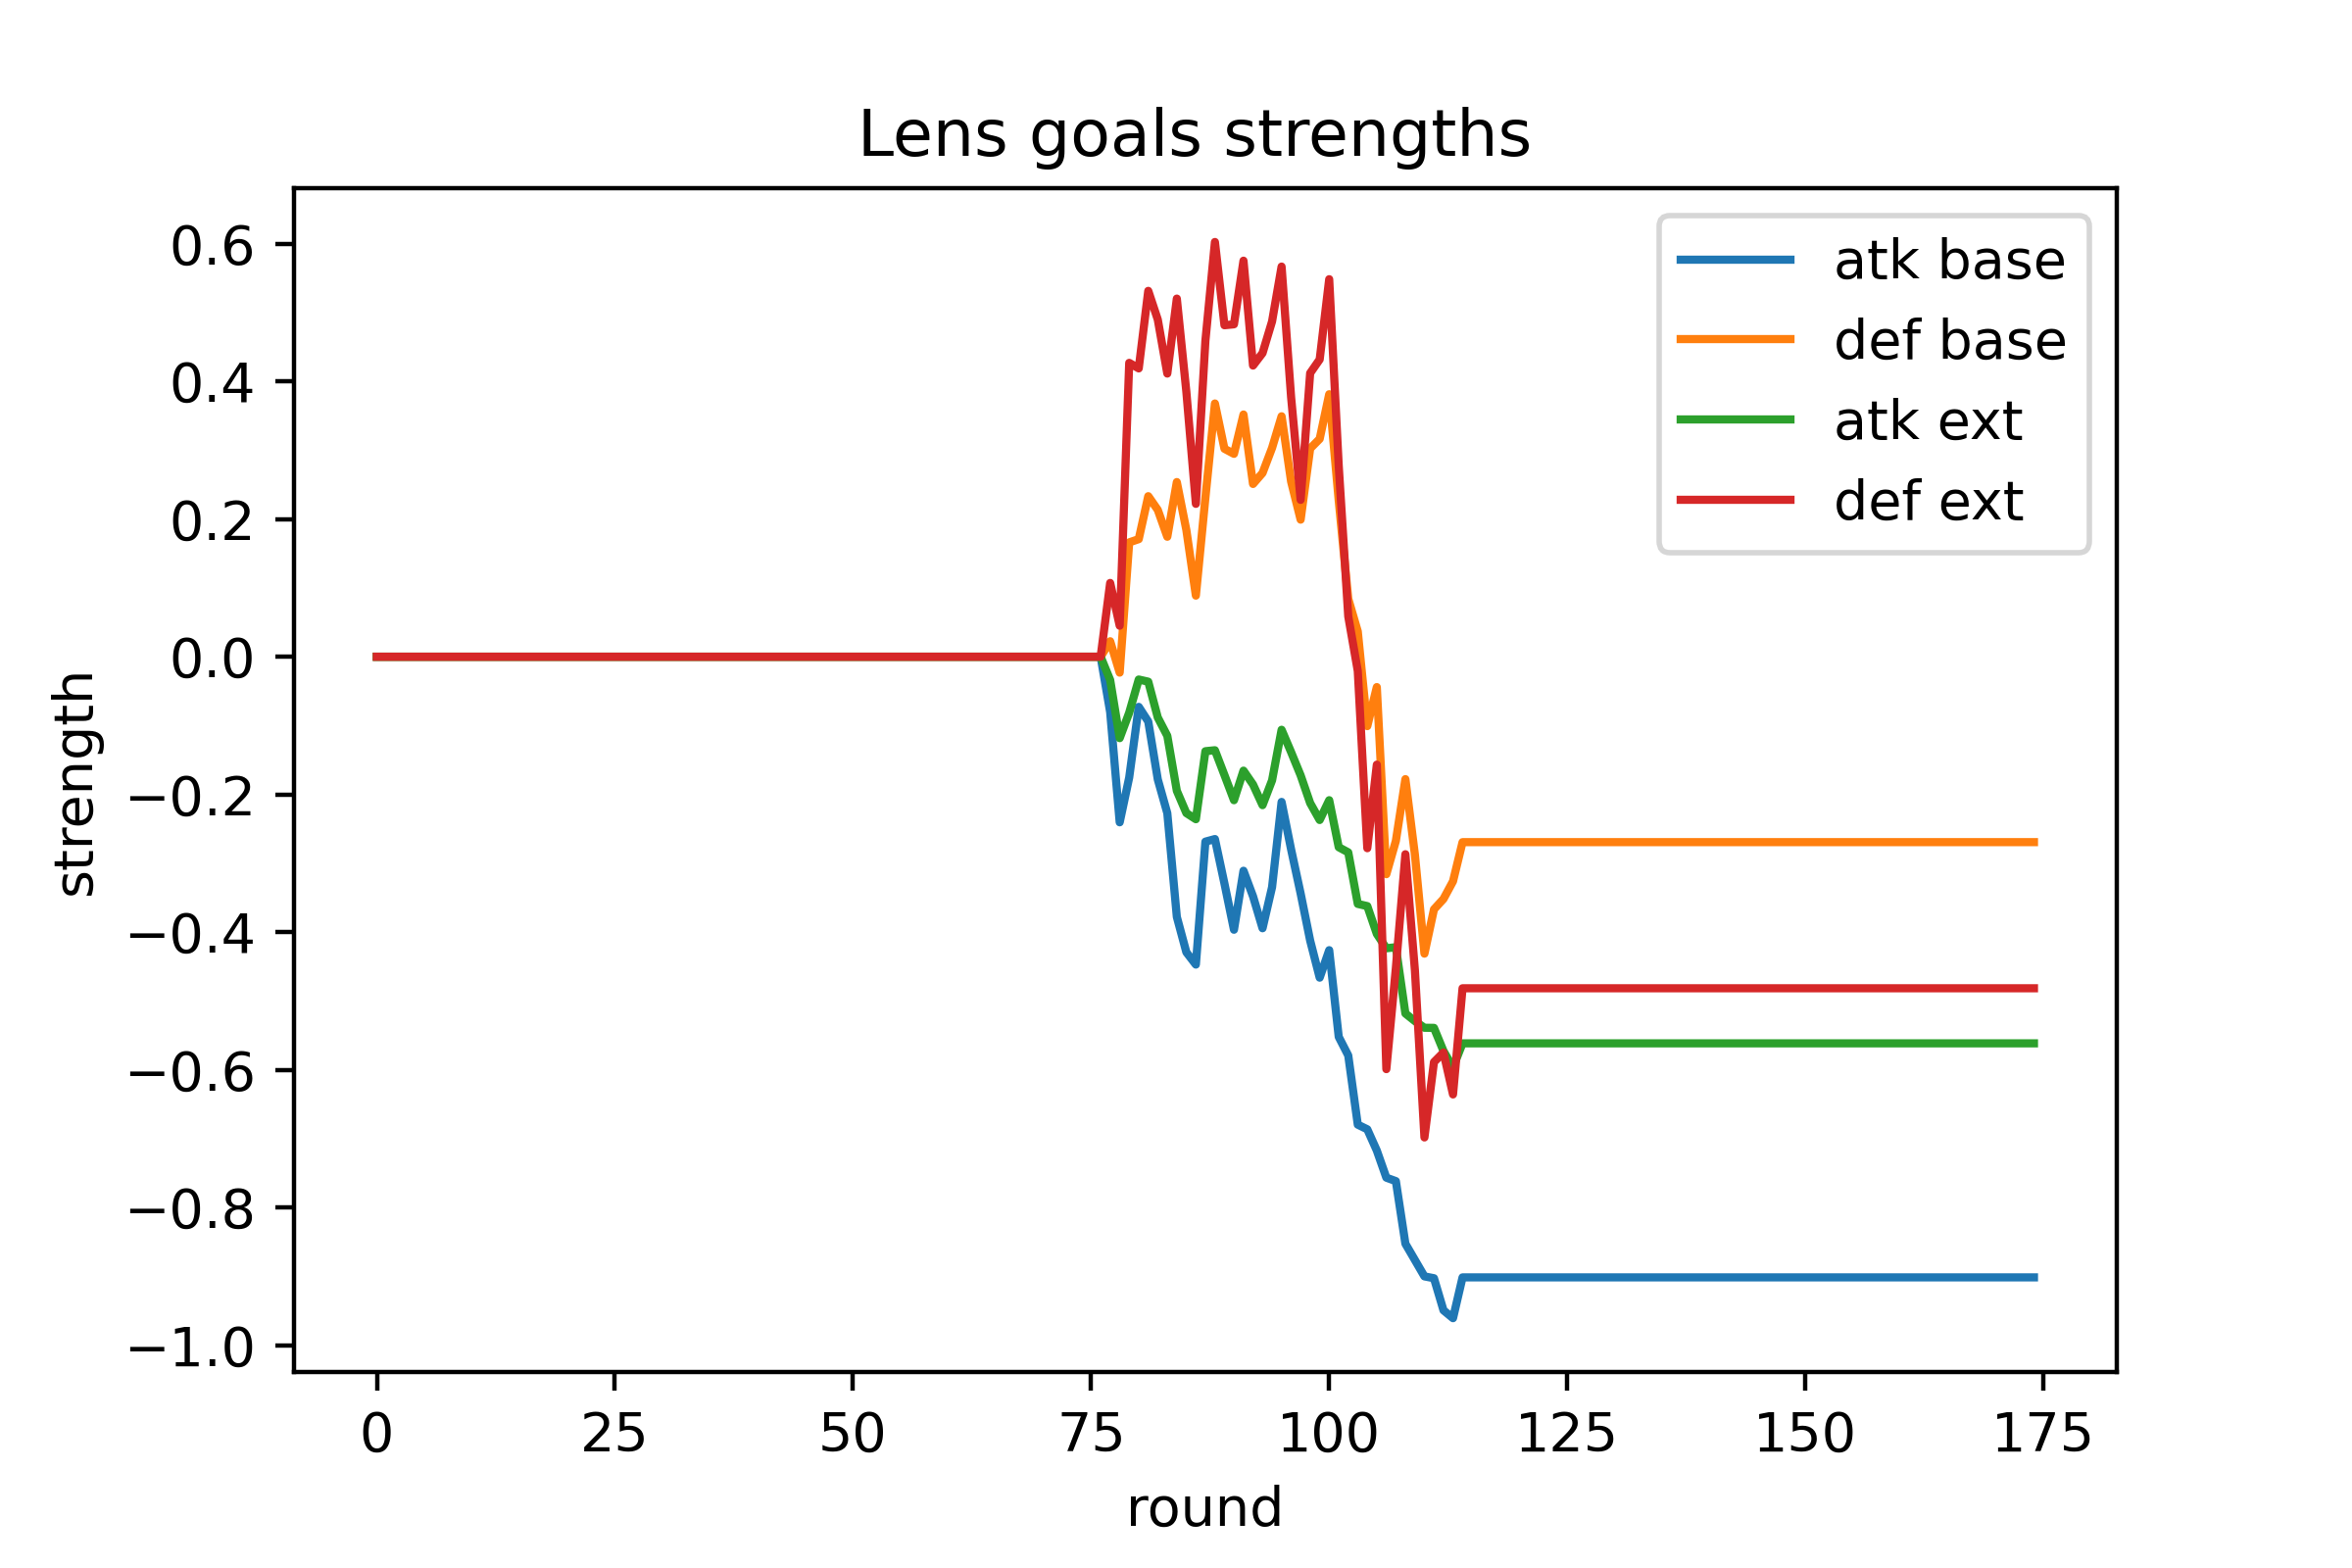 Lens goals strengths
strength
0.6
0.4
0.2
0.0
−0.2
−0.4
−0.6
−0.8
−1.0
atk base
def base
atk ext
def ext
0 25 50 75 100 125 150 175
round